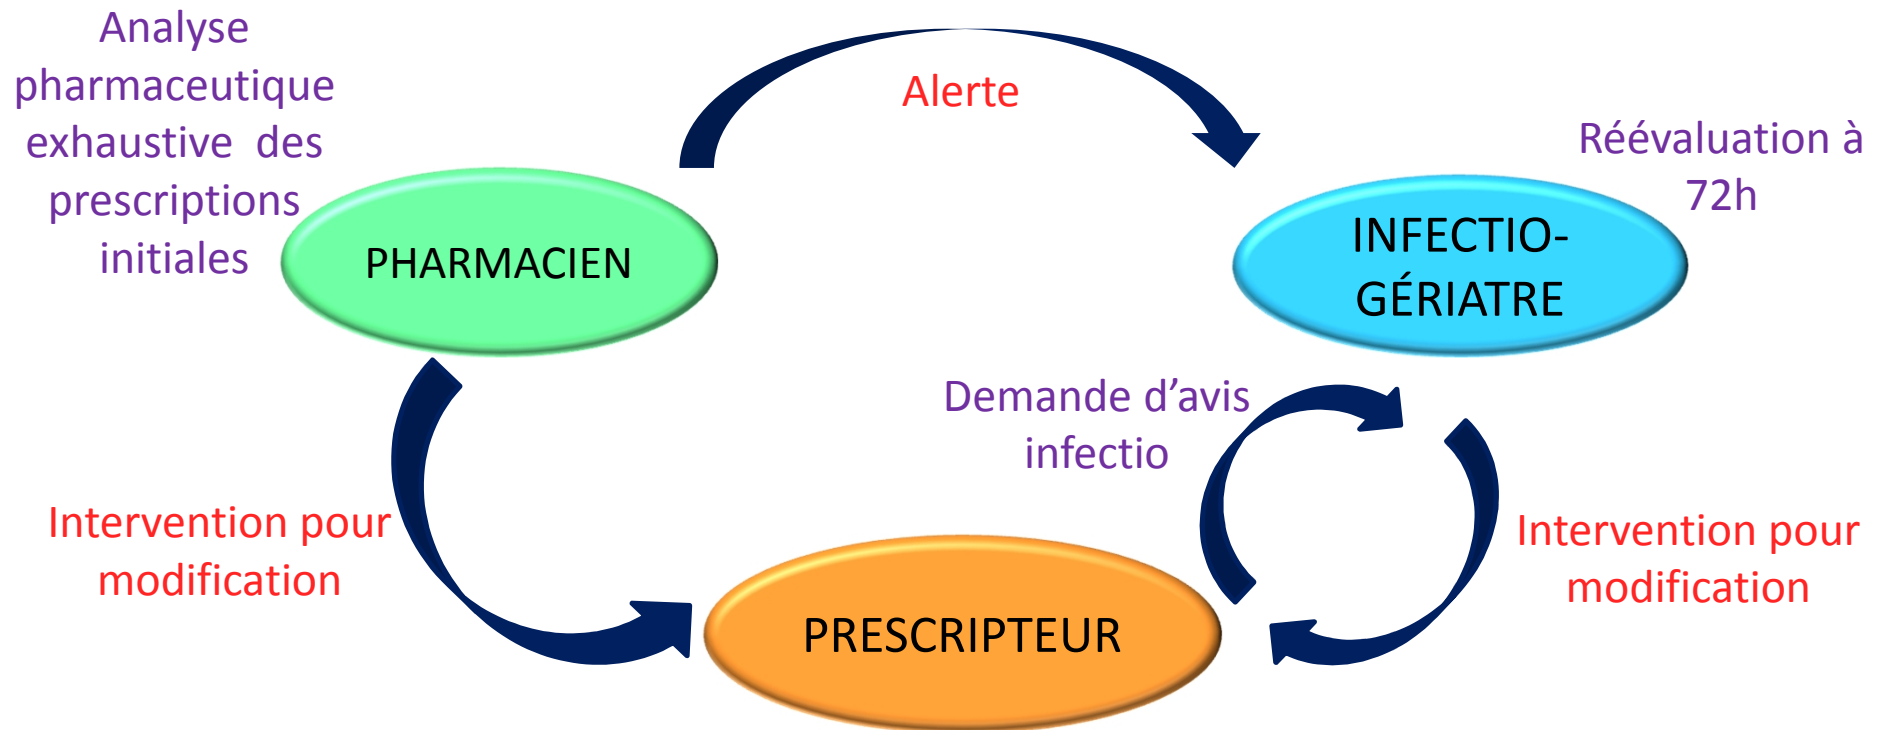 Analyse
pharmaceutique
exhaustive des
prescriptions
initiales
Alerte
Réévaluation à
72h
PHARMACIEN
INFECTIO-
GÉRIATRE
Demande d’avis
infectio
Intervention pour
modification
Intervention pour
modification
PRESCRIPTEUR